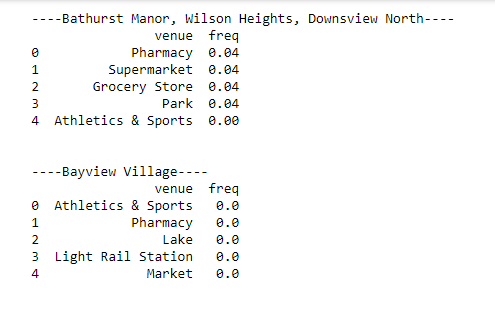 ----Bathurst Manor, Wilson Heights, Downsview North----
venue freq
0 Pharmacy 0.04
1 Supermarket 0.04
2 Grocery Store 0.04
3 Park 0.04
4 Athletics & Sports 0.00
----Bayview Village----
venue freq
0 Athletics & Sports 0.0
1 Pharmacy 0.0
2 Lake 0.0
3 Light Rail Station 0.0
4 Market 0.0